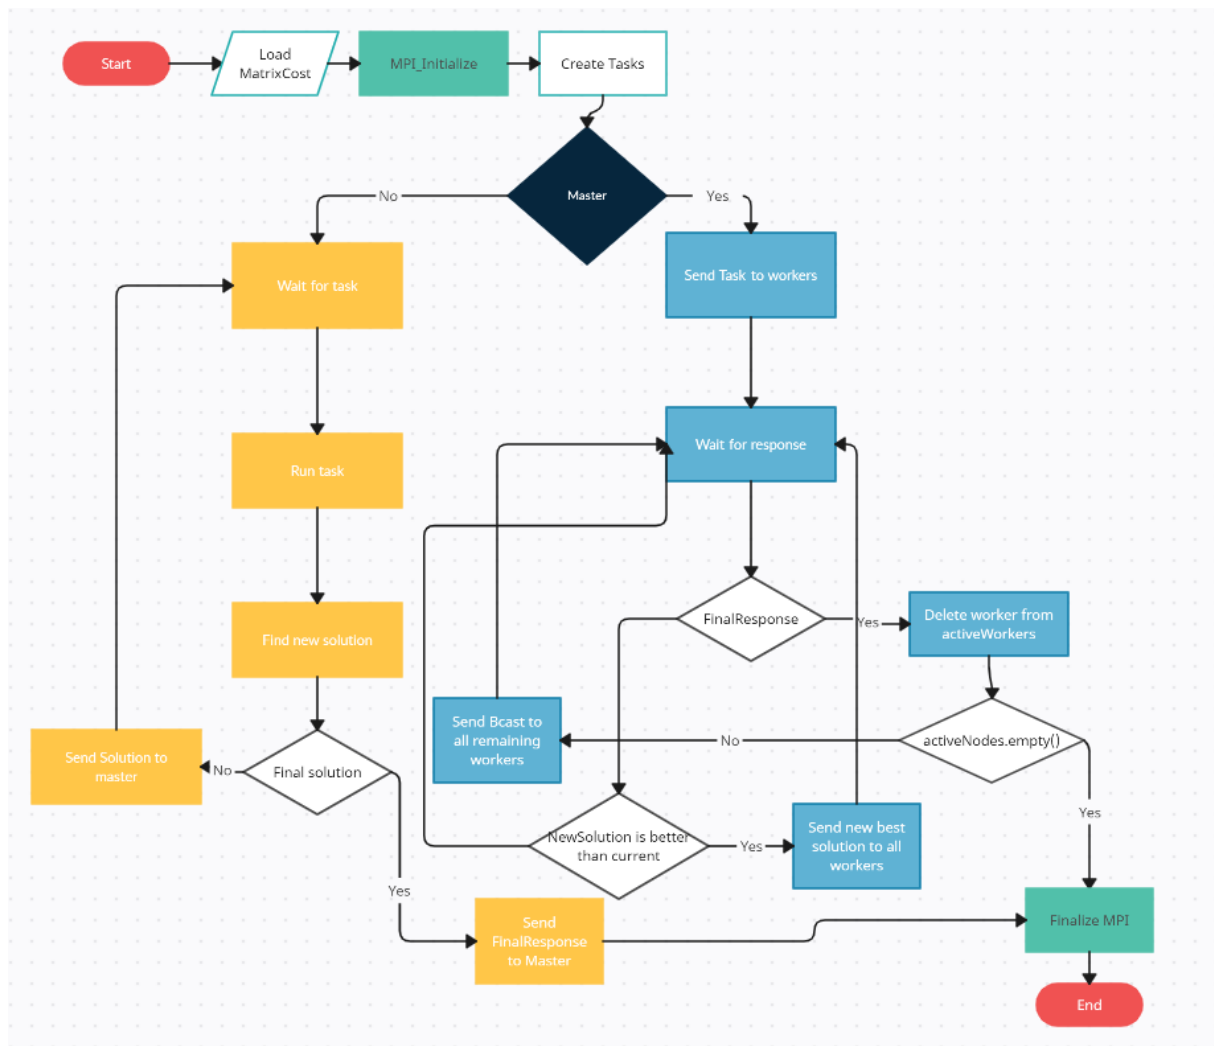 Start
Load
MatrixCost
MPI_Initialize
Create Tasks
Master
No
Yes
Wait for task
Send Task to workers
Run task
Wait for response
Find new solution
FinalResponse
Yes
Delete worker from
activeWorkers
Send Bcast to
all remaining
workers
No
activeNodes.empty()
Send Solution to
master
No
Final solution
NewSolution is better
than current
Yes
Send new best
solution to all
workers
Yes
Yes
Send
FinalResponse
to Master
Finalize MPI
End